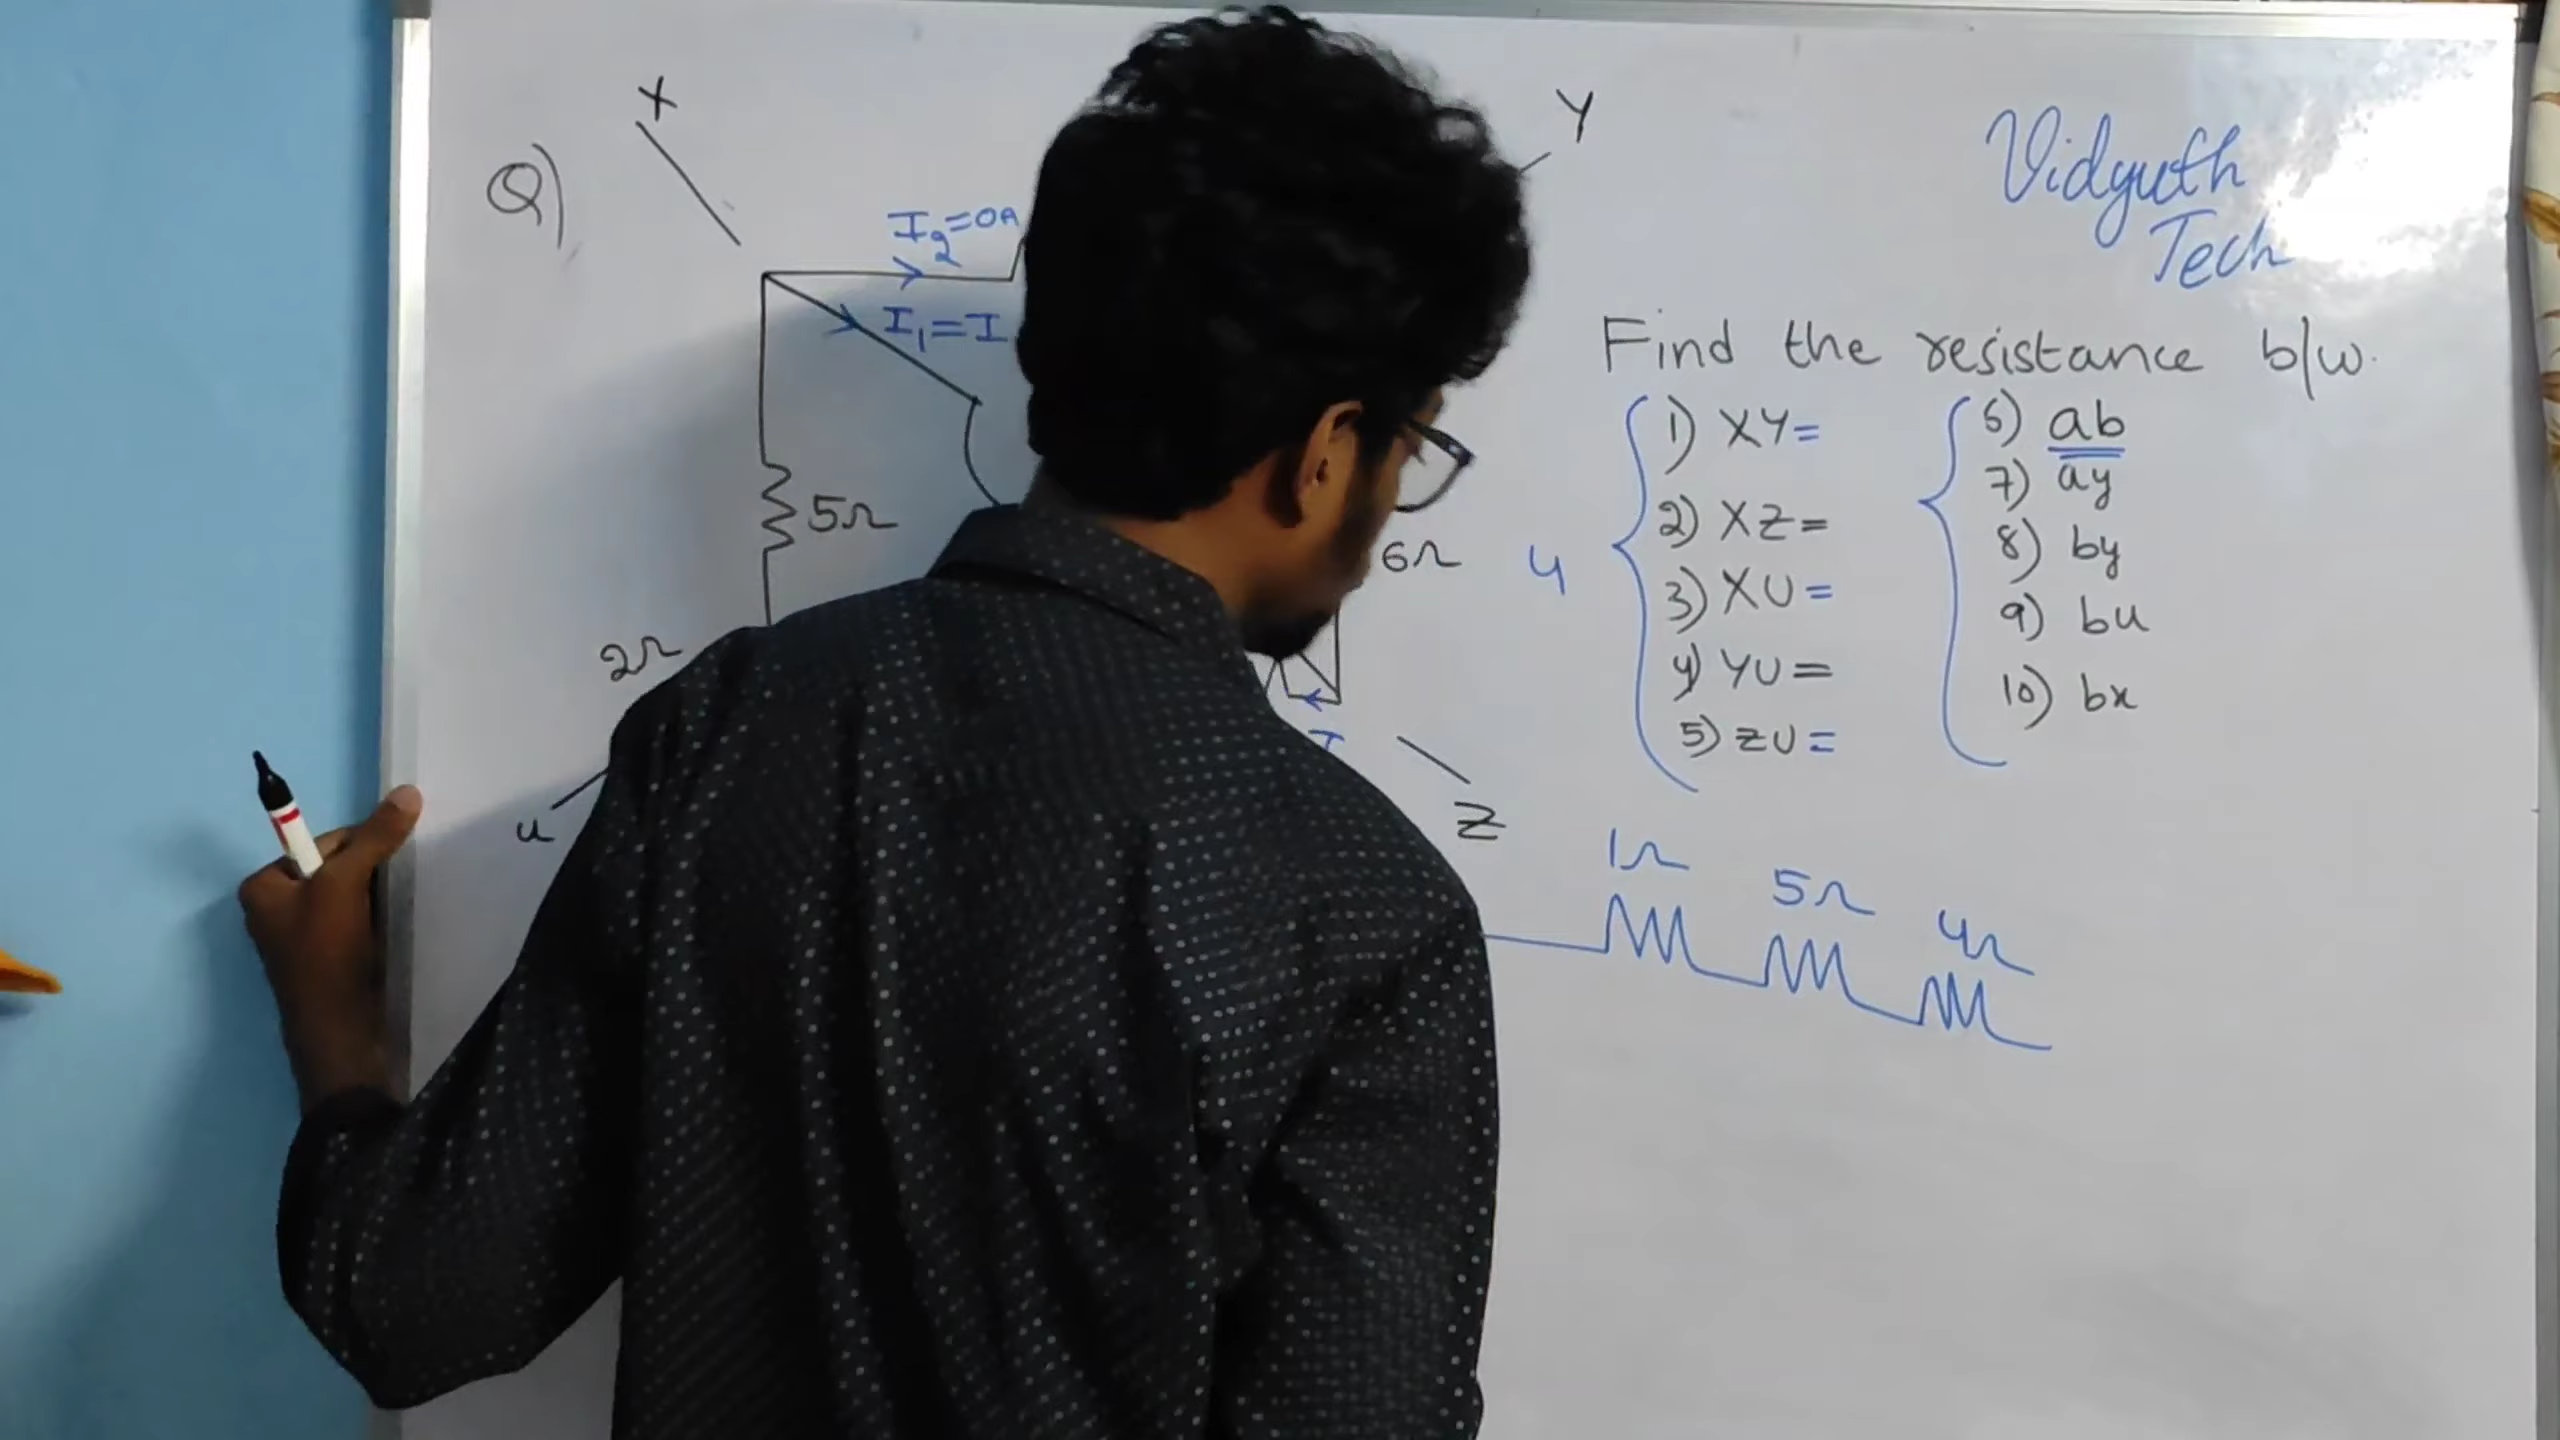 X
Y
Q)
Vidyuth
Tech
I₂=0A
I₁=I
Find the resistance b/w.
1) XY=
2) XZ=
3) XU=
4) YU=
5) ZU=
6) ab
7) ay
8) by
9) bu
10) bx
4
5Ω
6Ω
2Ω
I
u
Z
1Ω
5Ω
4Ω